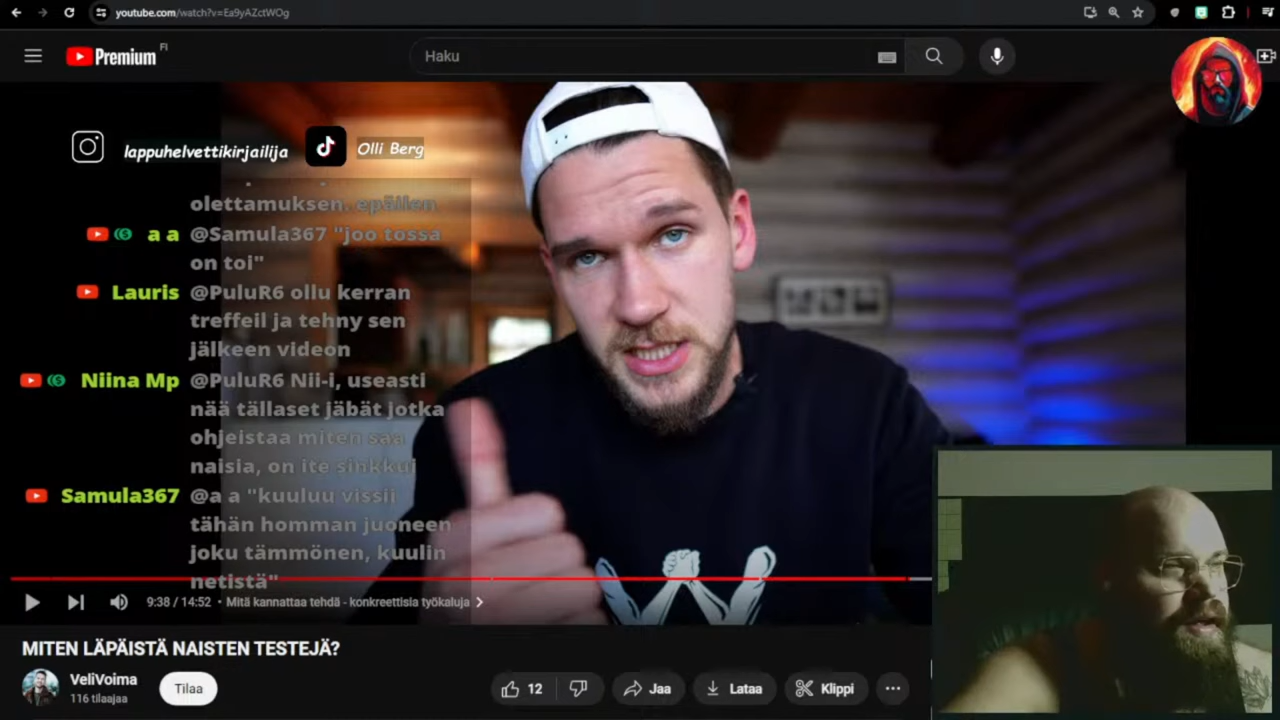 youtube.com/watch?v=Ea9yAZctWOg
Premium FI
Haku
lappuhelvettikirjailija
Olli Berg
olettamuksen. epäilen
a a @Samula367 "joo tossa
on toi"
Lauris @PuluR6 ollu kerran
treffeil ja tehny sen
jälkeen videon
Niina Mp @PuluR6 Nii-i, useasti
nää tällaset jäbät jotka
ohjeistaa miten saa
naisia, on ite sinkkui
Samula367 @a a "kuuluu vissii
tähän homman juoneen
joku tämmönen, kuulin
netistä"
9:38 / 14:52 • Mitä kannattaa tehdä - konkreettisia työkaluja
MITEN LÄPÄISTÄ NAISTEN TESTEJÄ?
VeliVoima
116 tilaajaa
Tilaa
12
Jaa
Lataa
Klippi